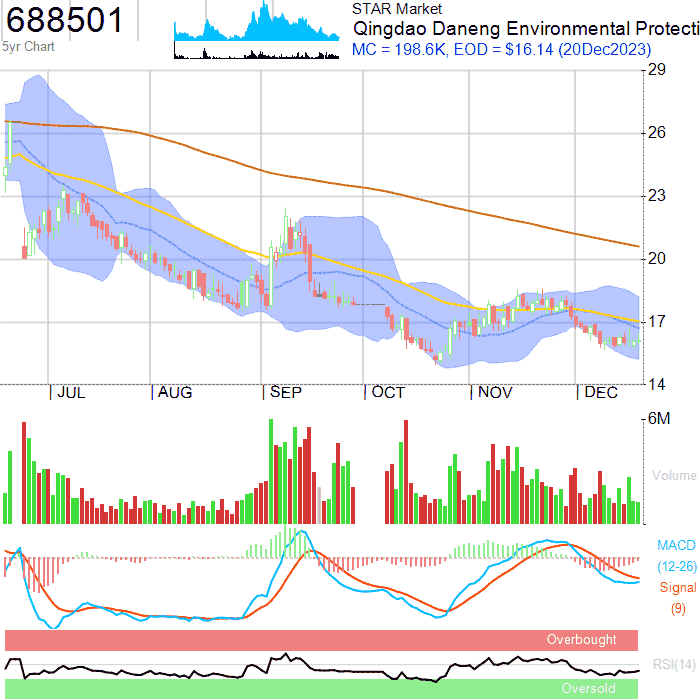 688501
5yr Chart
STAR Market
Qingdao Daneng Environmental Protecti
MC = 198.6K, EOD = $16.14 (20Dec2023)
29
26
23
20
17
14
JUL AUG SEP OCT NOV DEC
6M
Volume
MACD
(12-26)
Signal
(9)
Overbought
RSI(14)
Oversold